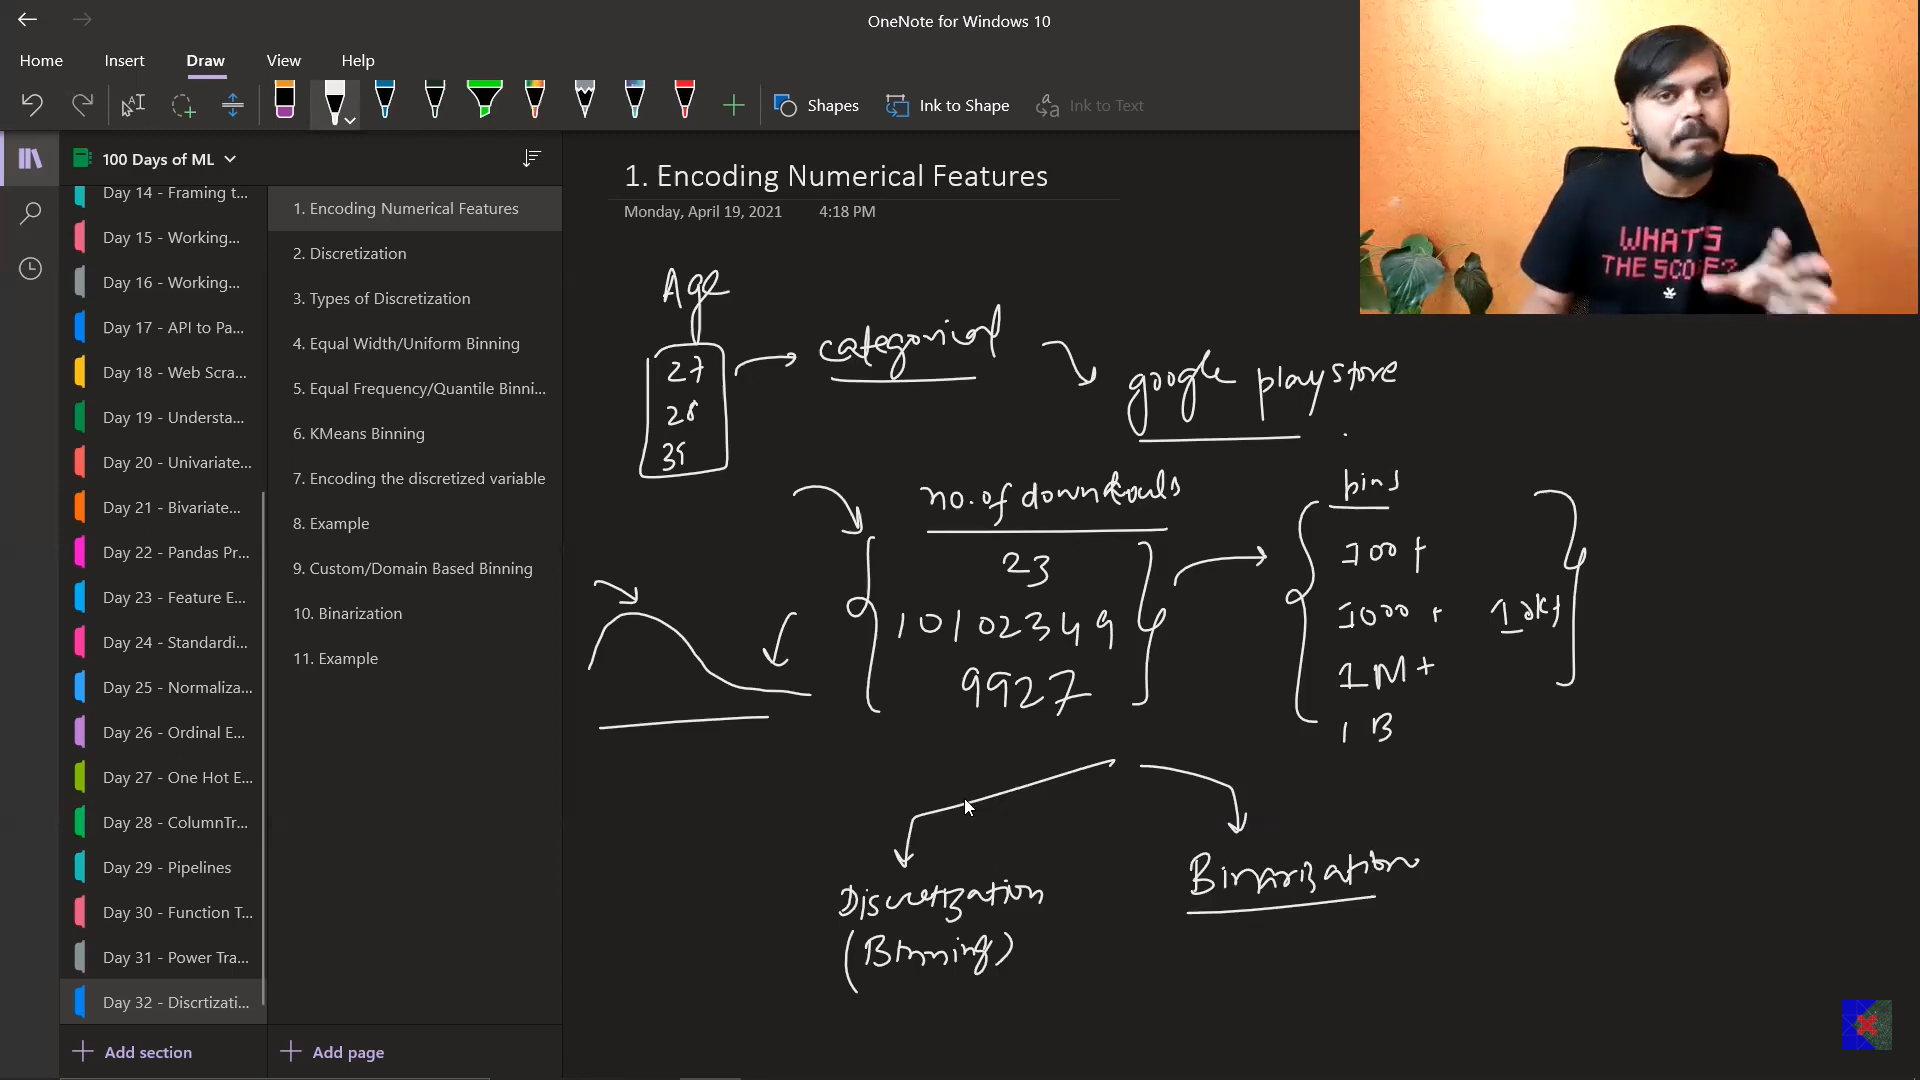 OneNote for Windows 10
Home Insert Draw View Help
Shapes Ink to Shape Ink to Text
100 Days of ML
Day 14 - Framing t...
Day 15 - Working...
Day 16 - Working...
Day 17 - API to Pa...
Day 18 - Web Scra...
Day 19 - Understa...
Day 20 - Univariate...
Day 21 - Bivariate...
Day 22 - Pandas Pr...
Day 23 - Feature E...
Day 24 - Standardi...
Day 25 - Normaliza...
Day 26 - Ordinal E...
Day 27 - One Hot E...
Day 28 - ColumnTr...
Day 29 - Pipelines
Day 30 - Function T...
Day 31 - Power Tra...
Day 32 - Discrtizati...
Add section
1. Encoding Numerical Features
2. Discretization
3. Types of Discretization
4. Equal Width/Uniform Binning
5. Equal Frequency/Quantile Binni...
6. KMeans Binning
7. Encoding the discretized variable
8. Example
9. Custom/Domain Based Binning
10. Binarization
11. Example
Add page
1. Encoding Numerical Features
Monday, April 19, 2021 4:18 PM
Age
27
28
35
categorical
google playstore
no. of downloads
23
10102349
9927
bins
100+
1000+
1M+
1B
Discretization
(Binning)
Binarization
WHAT'S
THE SCO